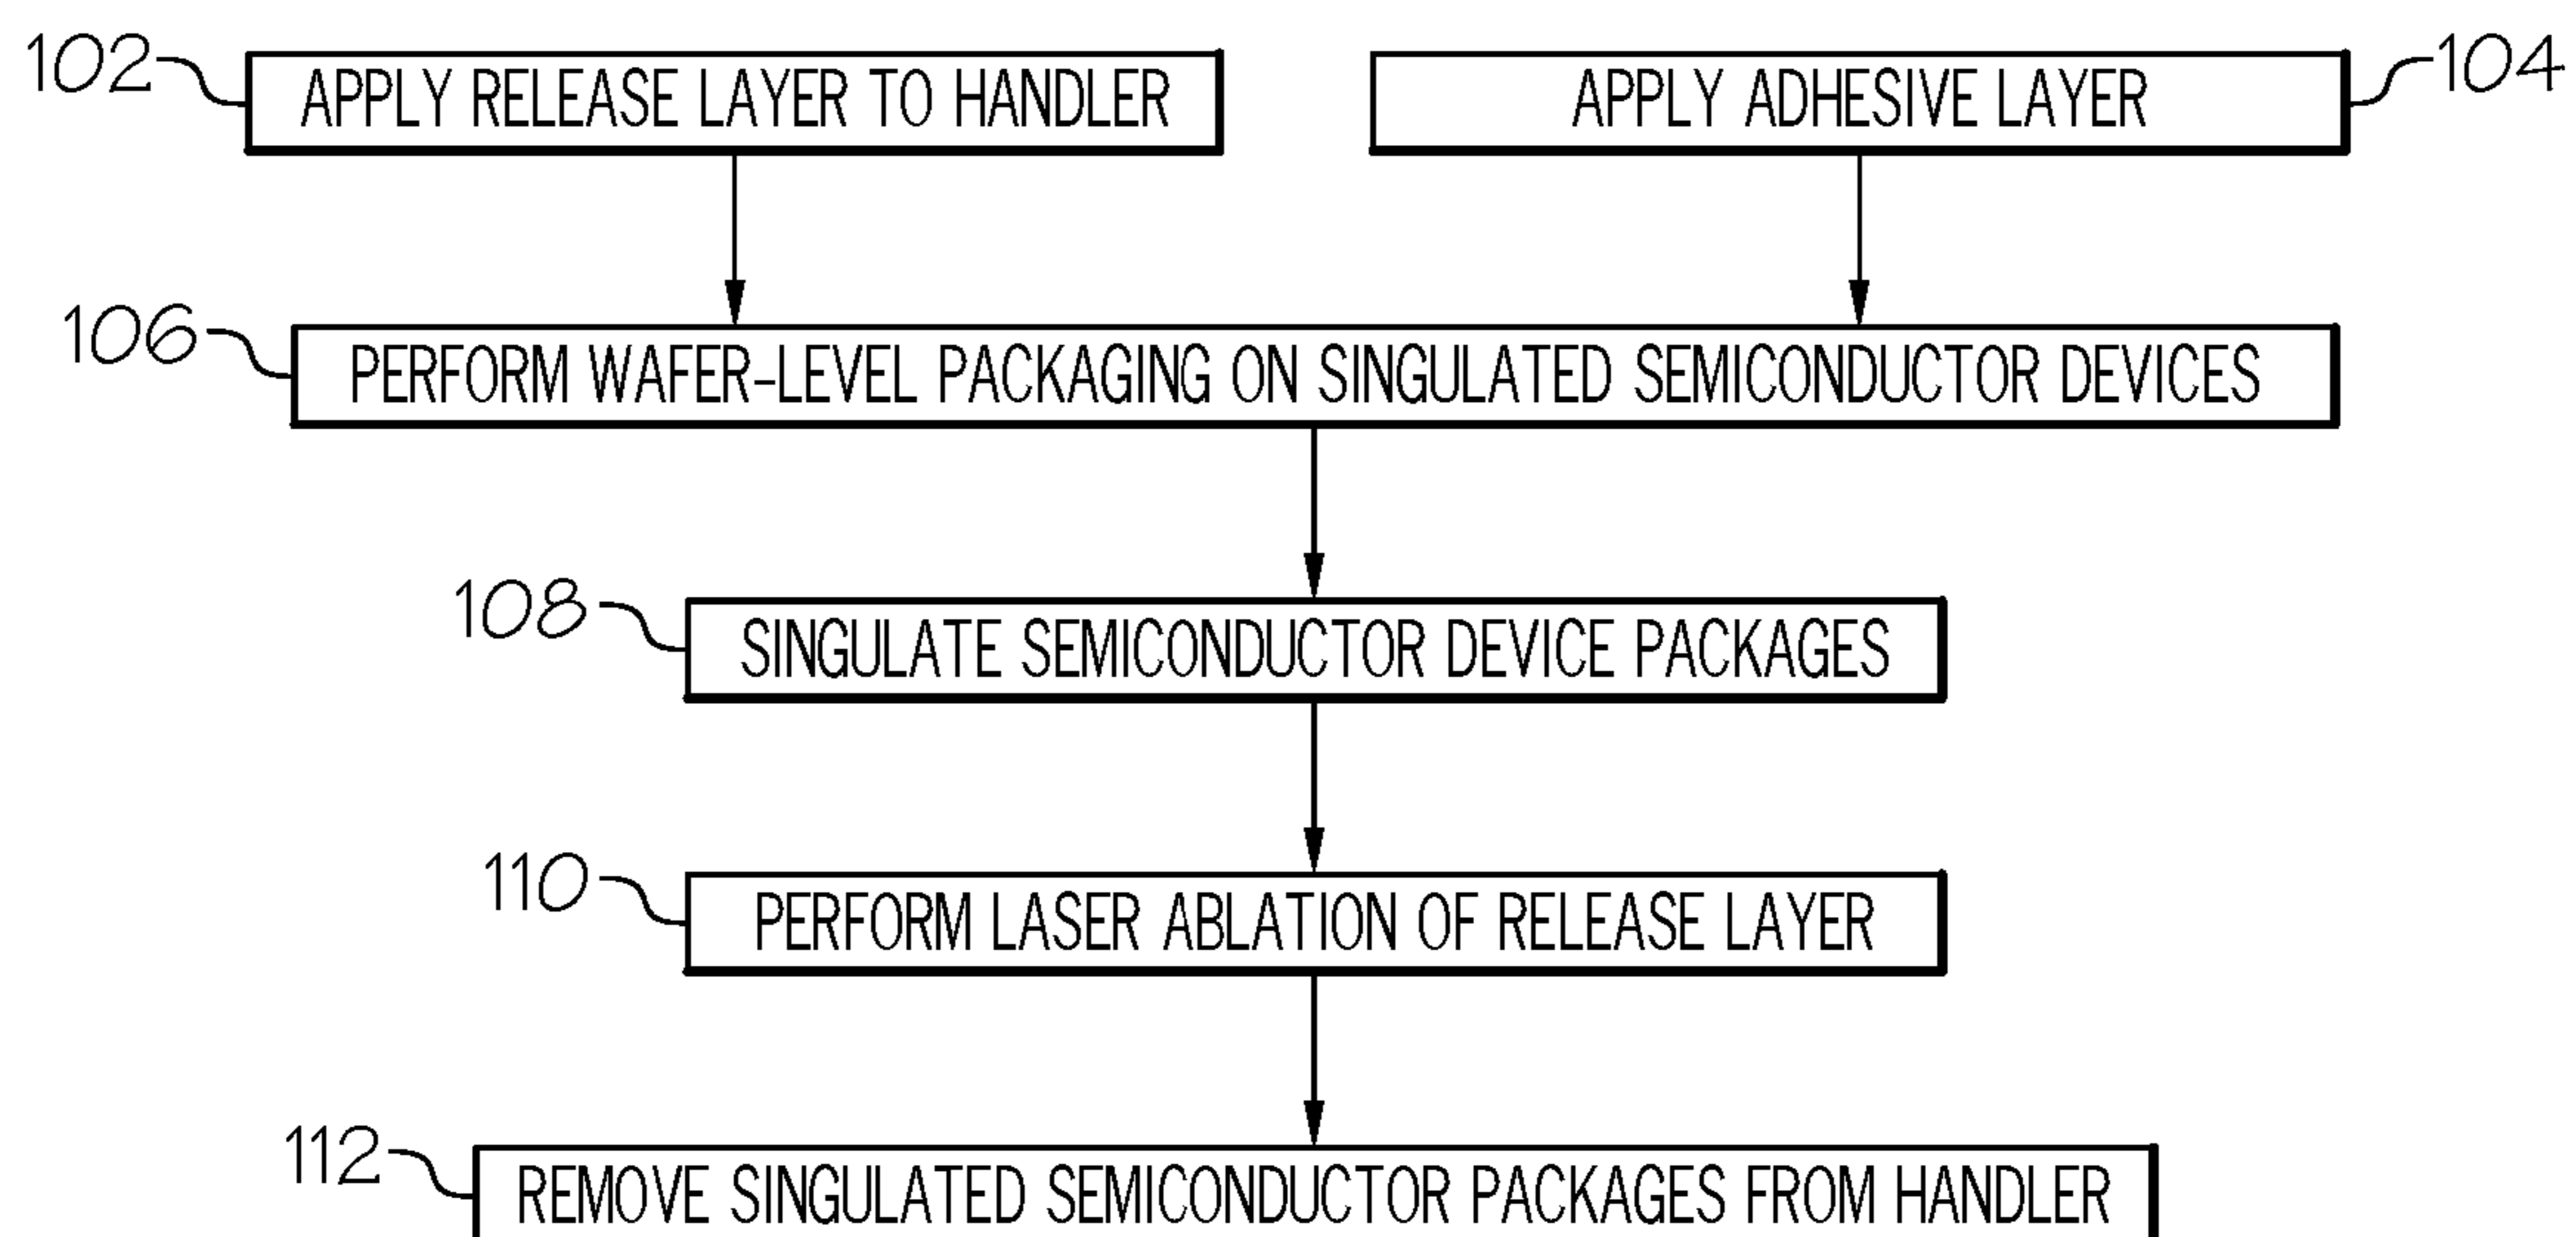 102 APPLY RELEASE LAYER TO HANDLER
APPLY ADHESIVE LAYER 104
106 PERFORM WAFER-LEVEL PACKAGING ON SINGULATED SEMICONDUCTOR DEVICES
108 SINGULATE SEMICONDUCTOR DEVICE PACKAGES
110 PERFORM LASER ABLATION OF RELEASE LAYER
112 REMOVE SINGULATED SEMICONDUCTOR PACKAGES FROM HANDLER